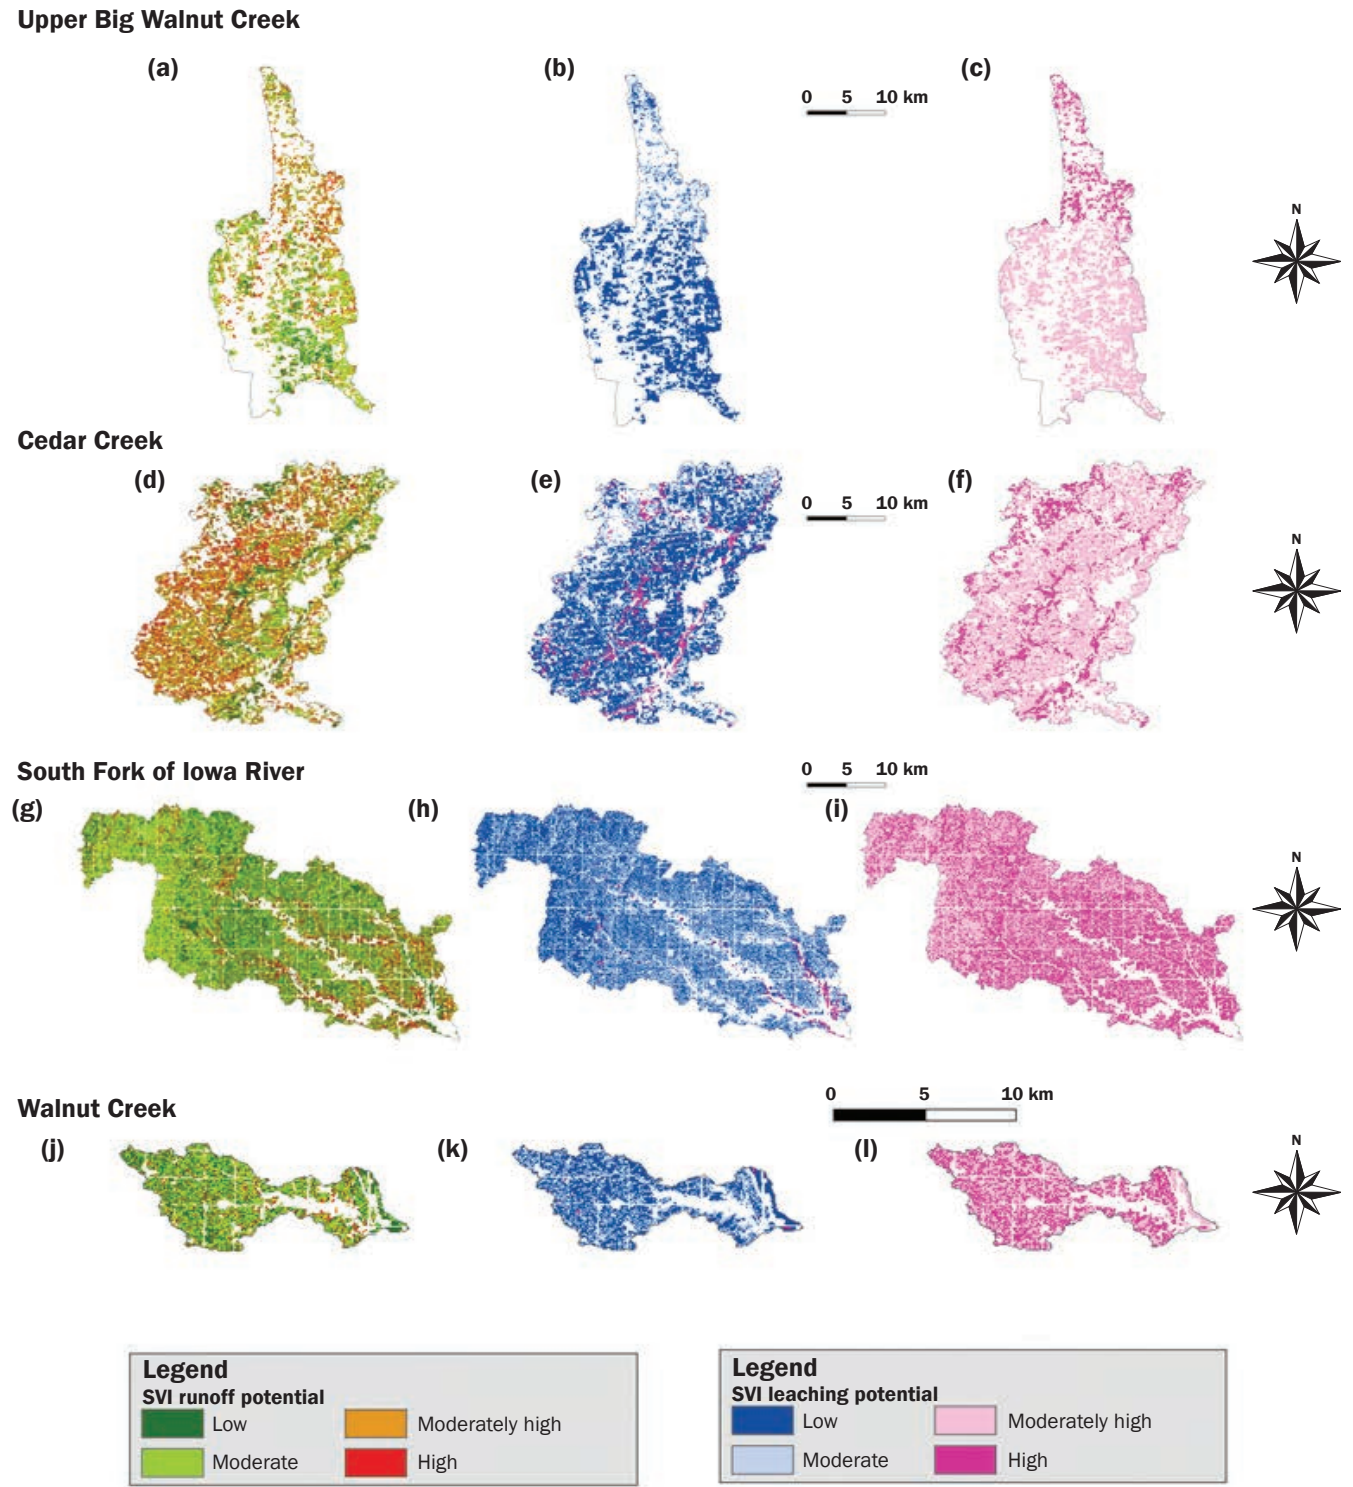 Upper Big Walnut Creek
(a) (b) (c)
0 5 10 km
N
Cedar Creek
(d) (e) (f)
0 5 10 km
N
South Fork of Iowa River
0 5 10 km
(g) (h) (i)
N
Walnut Creek
0 5 10 km
(j) (k) (l)
N
Legend
SVI runoff potential
Low Moderately high
Moderate High
Legend
SVI leaching potential
Low Moderately high
Moderate High